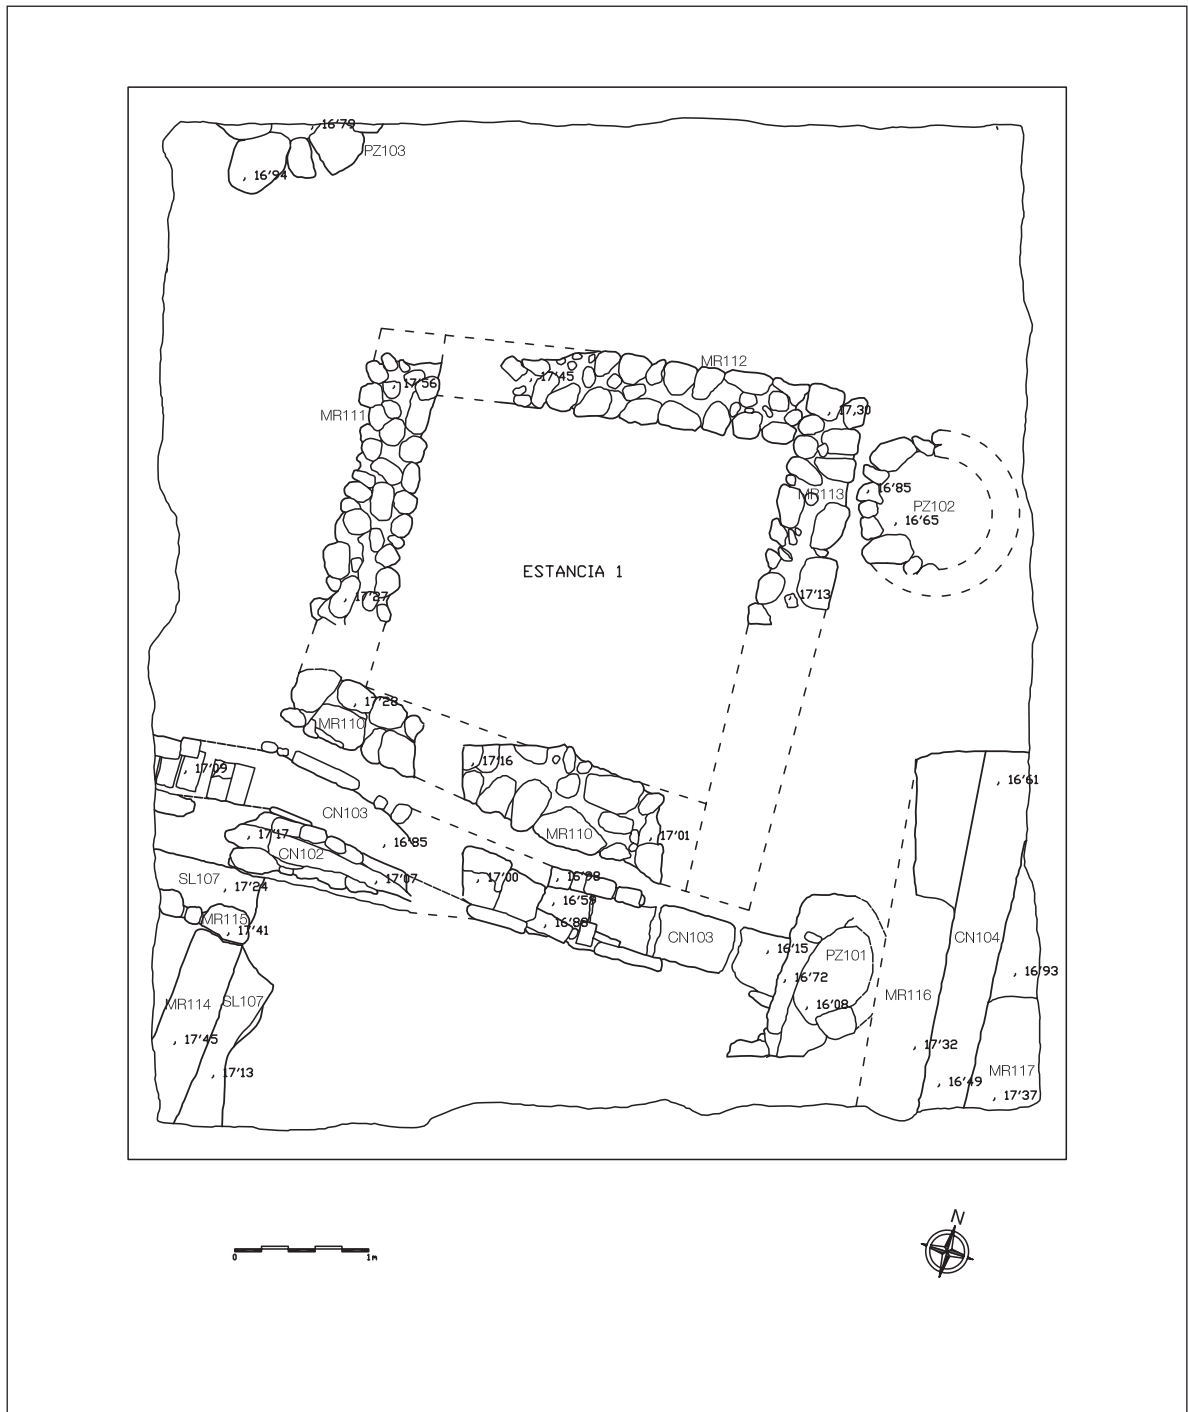 16'79
PZ103
16'94
MR112
17'45
17'56
MR111
17,30
MR113
16'85
PZ102
16'65
ESTANCIA 1
17'13
17'27
17'28
MR110
17'16
17'09
16'61
CN103
17'17
MR110
17'01
16'85
CN102
17'07
17'00
16'98
SL107
17'24
16'59
MR115
17'41
16'88
CN103
CN104
16'15
PZ101
16'93
16'72
MR116
MR114
SL107
16'08
17'45
17'32
17'13
MR117
16'49
17'37
N
0
1m